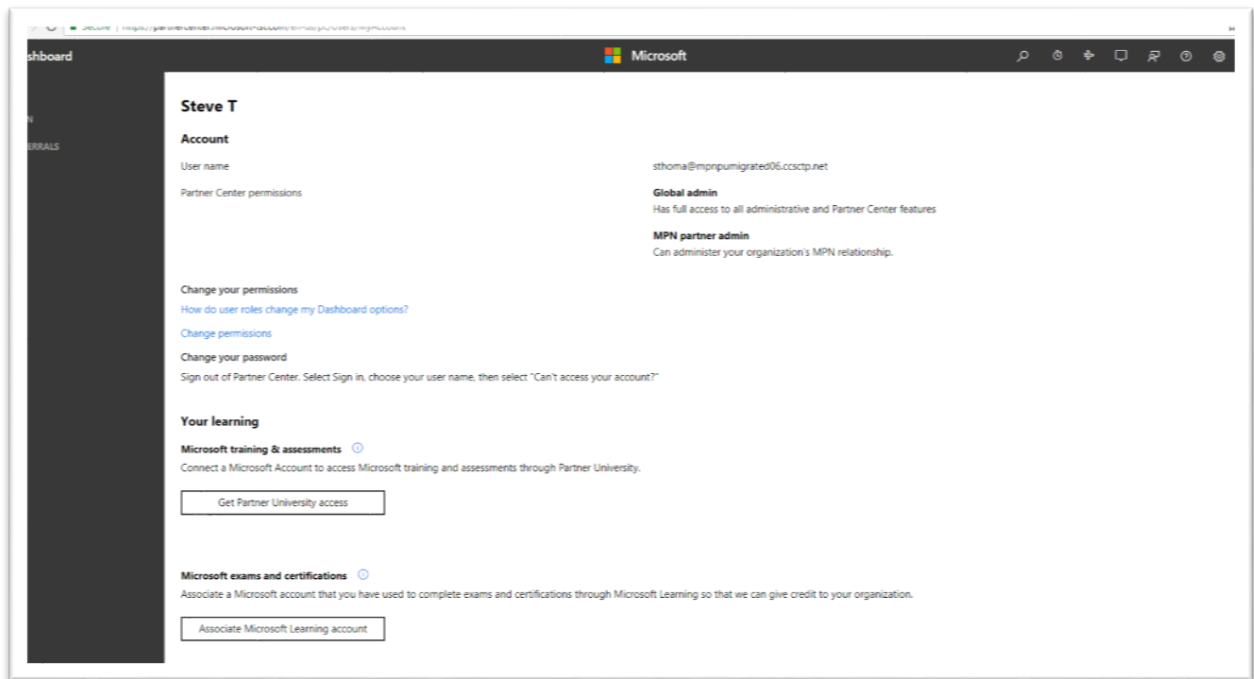 Secure | https://partnercenter.microsoft-
shboard
Microsoft
N
ERRALS
Steve T
Account
User name
sthoma@mpnpumigrated06.ccsctp.net
Partner Center permissions
Global admin
Has full access to all administrative and Partner Center features
MPN partner admin
Can administer your organization's MPN relationship.
Change your permissions
How do user roles change my Dashboard options?
Change permissions
Change your password
Sign out of Partner Center. Select Sign in, choose your user name, then select "Can't access your account?"
Your learning
Microsoft training & assessments
Connect a Microsoft Account to access Microsoft training and assessments through Partner University.
Get Partner University access
Microsoft exams and certifications
Associate a Microsoft account that you have used to complete exams and certifications through Microsoft Learning so that we can give credit to your organization.
Associate Microsoft Learning account